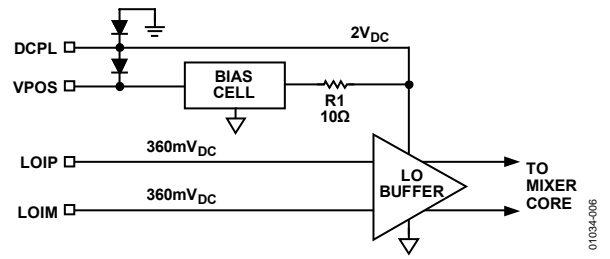 DCPL
2VDC
VPOS
BIAS
CELL
R1
10Ω
LOIP
360mVDC
LO
BUFFER
TO
MIXER
CORE
LOIM
360mVDC
01034-006